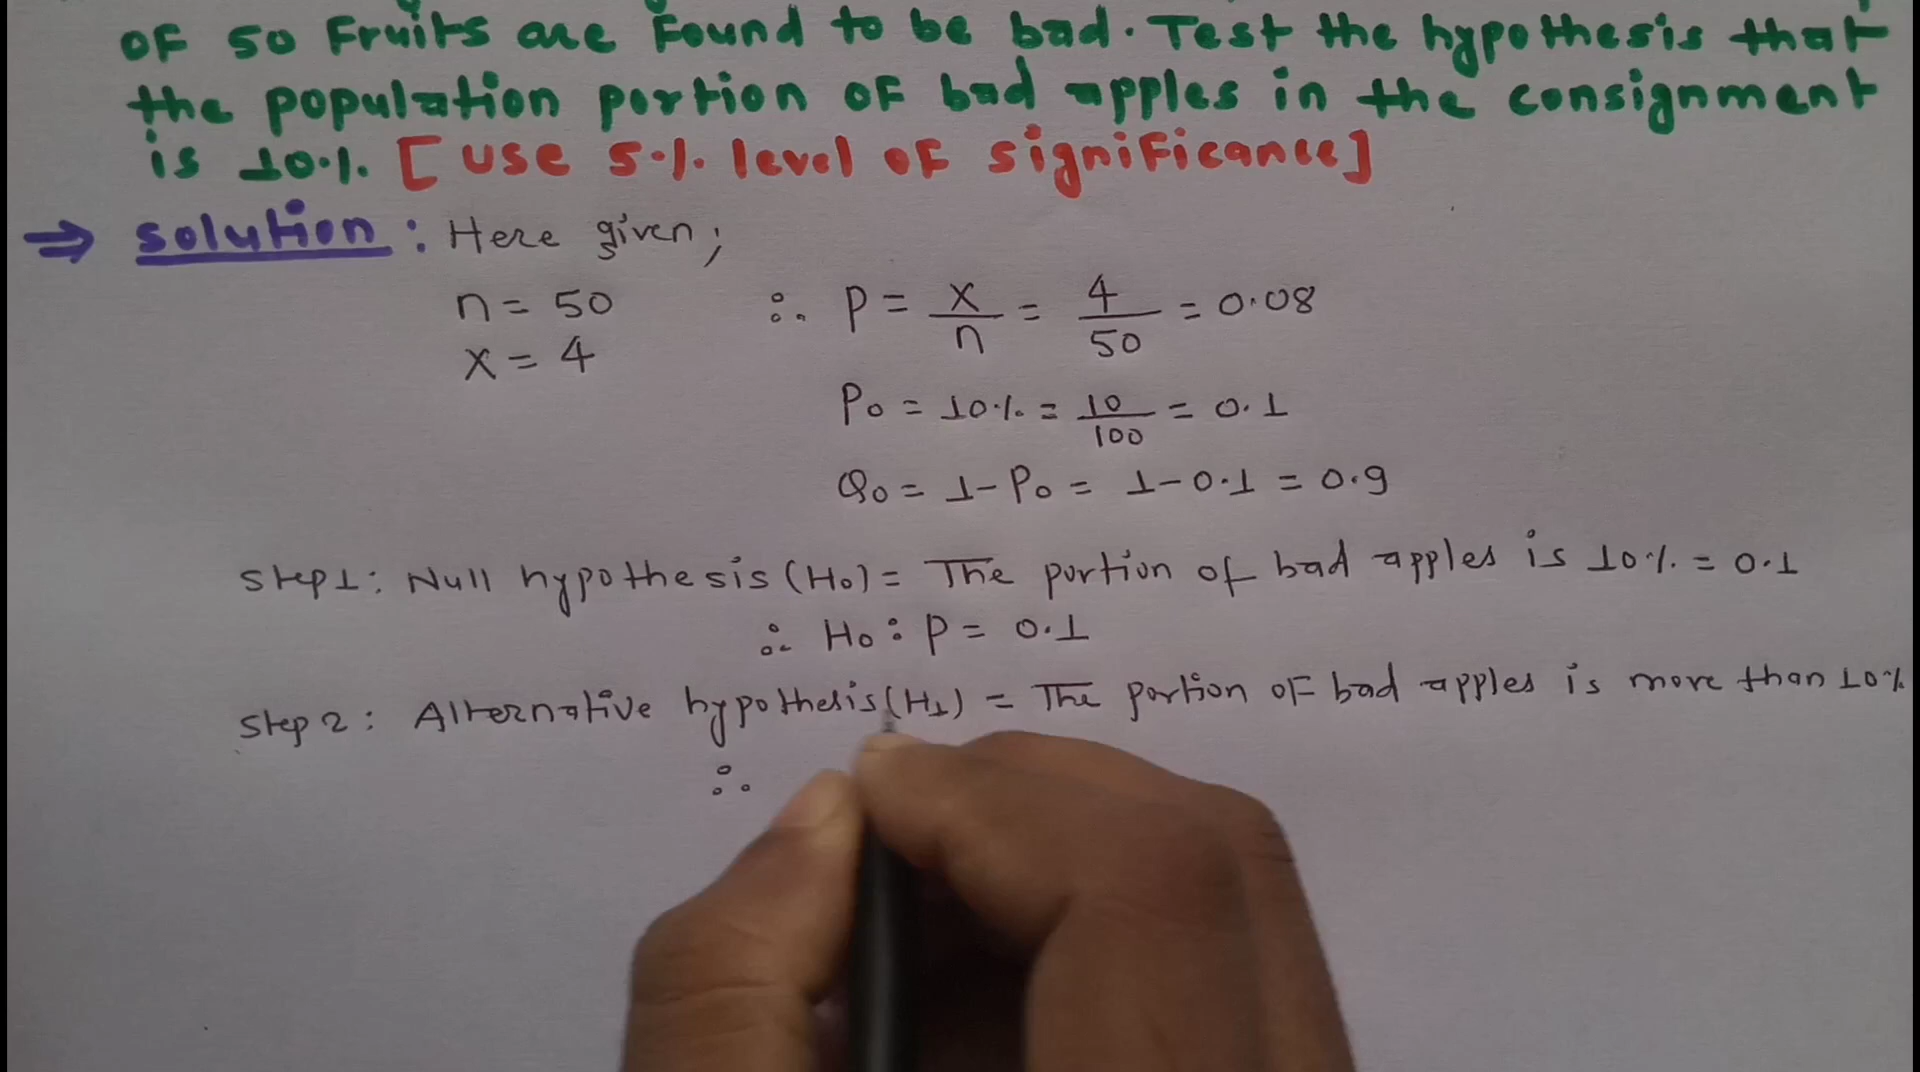 OF 50 Fruits are Found to be bad. Test the hypothesis that
the population portion OF bad apples in the consignment
is 10%. [USE 5% level OF significance]
⇒ Solution : Here given;
n = 50 ∴ P = x/n = 4/50 = 0.08
x = 4
P0 = 10% = 10/100 = 0.1
Q0 = 1 - P0 = 1 - 0.1 = 0.9
Step 1: Null hypothesis (H0) = The portion of bad apples is 10% = 0.1
∴ H0 : P = 0.1
Step 2: Alternative hypothesis (H1) = The portion OF bad apples is more than 10%
∴